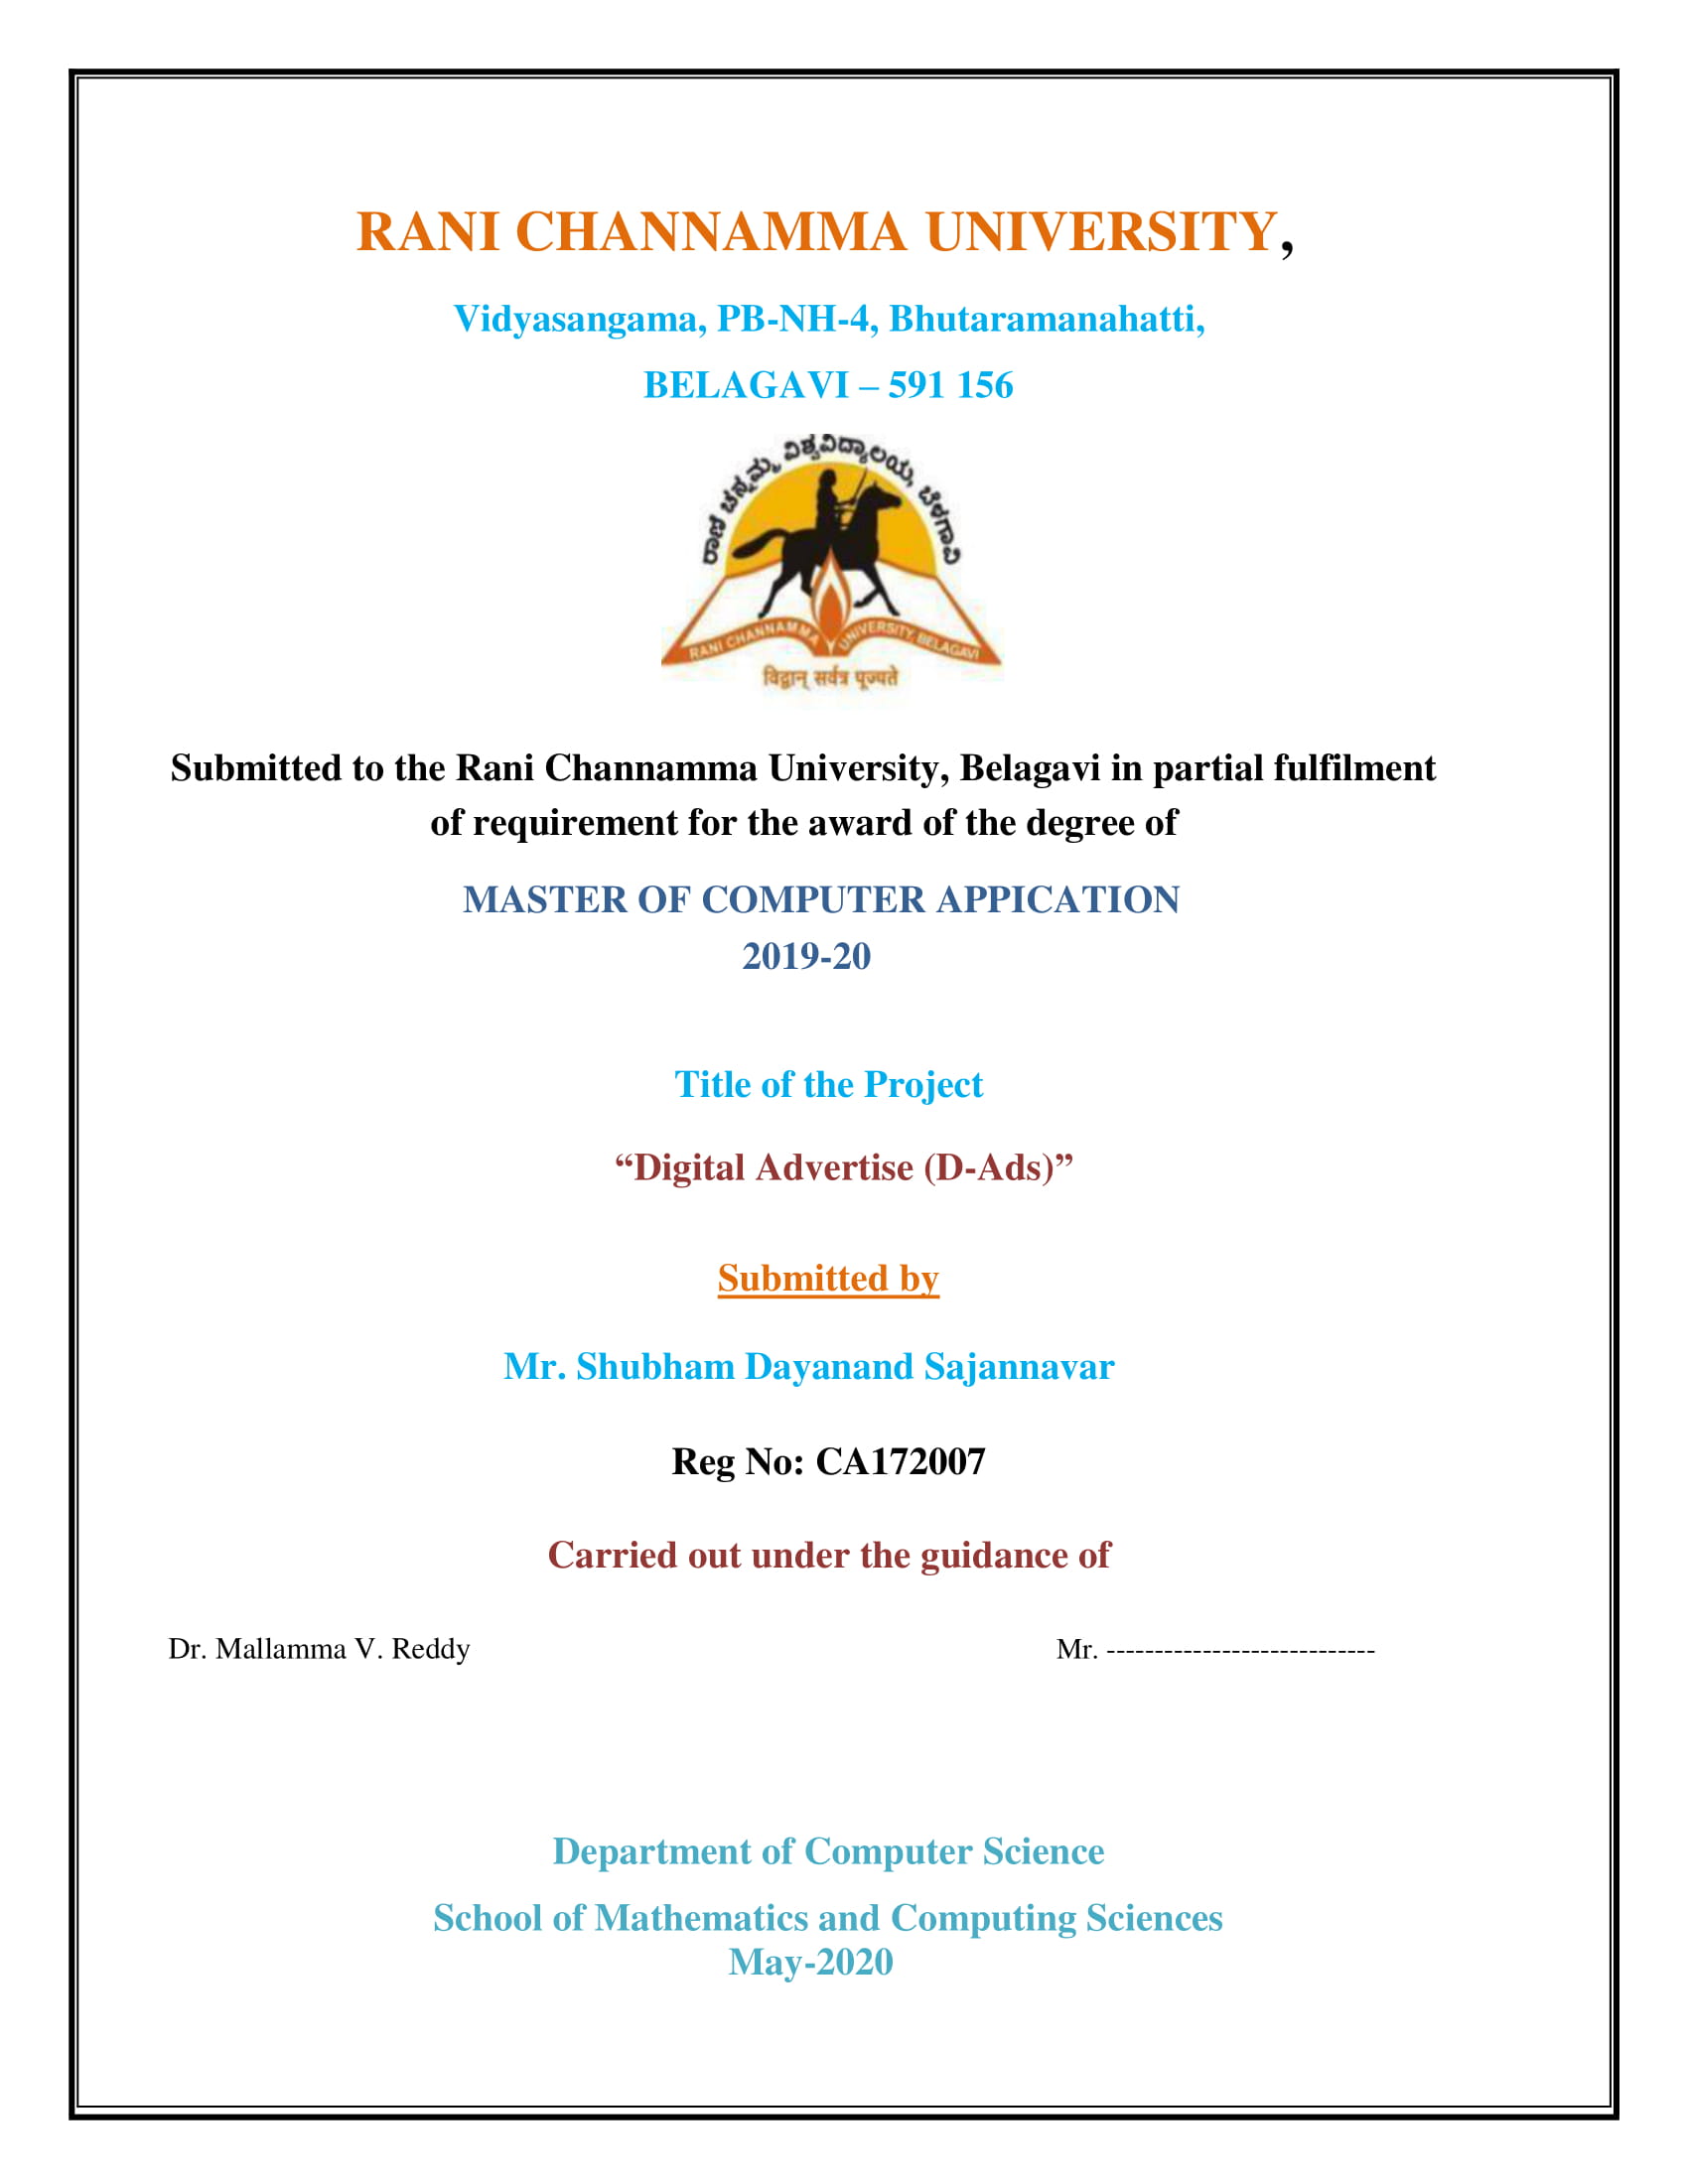 RANI CHANNAMMA UNIVERSITY,
Vidyasangama, PB-NH-4, Bhutaramanahatti,
BELAGAVI – 591 156
ರಾಣಿ ಚನ್ನಮ್ಮ ವಿಶ್ವವಿದ್ಯಾಲಯ, ಬೆಳಗಾವಿ
RANI CHANNAMMA UNIVERSITY, BELAGAVI
विद्वान् सर्वत्र पूज्यते
Submitted to the Rani Channamma University, Belagavi in partial fulfilment
of requirement for the award of the degree of
MASTER OF COMPUTER APPICATION
2019-20
Title of the Project
“Digital Advertise (D-Ads)”
Submitted by
Mr. Shubham Dayanand Sajannavar
Reg No: CA172007
Carried out under the guidance of
Dr. Mallamma V. Reddy Mr. ----------------------------
Department of Computer Science
School of Mathematics and Computing Sciences
May-2020